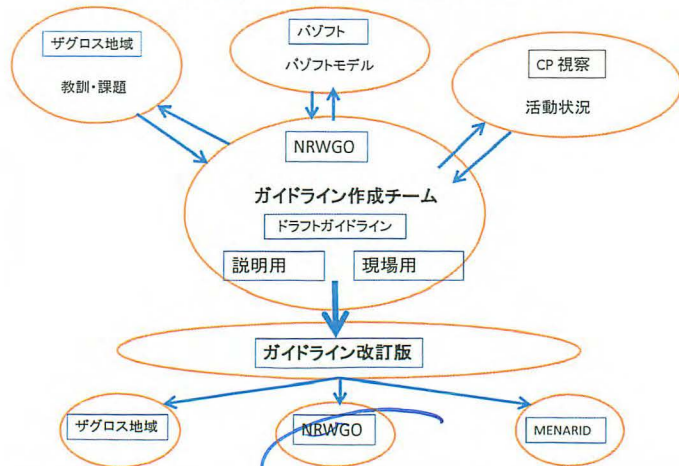 ザグロス地域
教訓・課題
バゾフト
バゾフトモデル
CP 視察
活動状況
NRWGO
ガイドライン作成チーム
ドラフトガイドライン
説明用
現場用
ガイドライン改訂版
ザグロス地域
NRWGO
MENARID